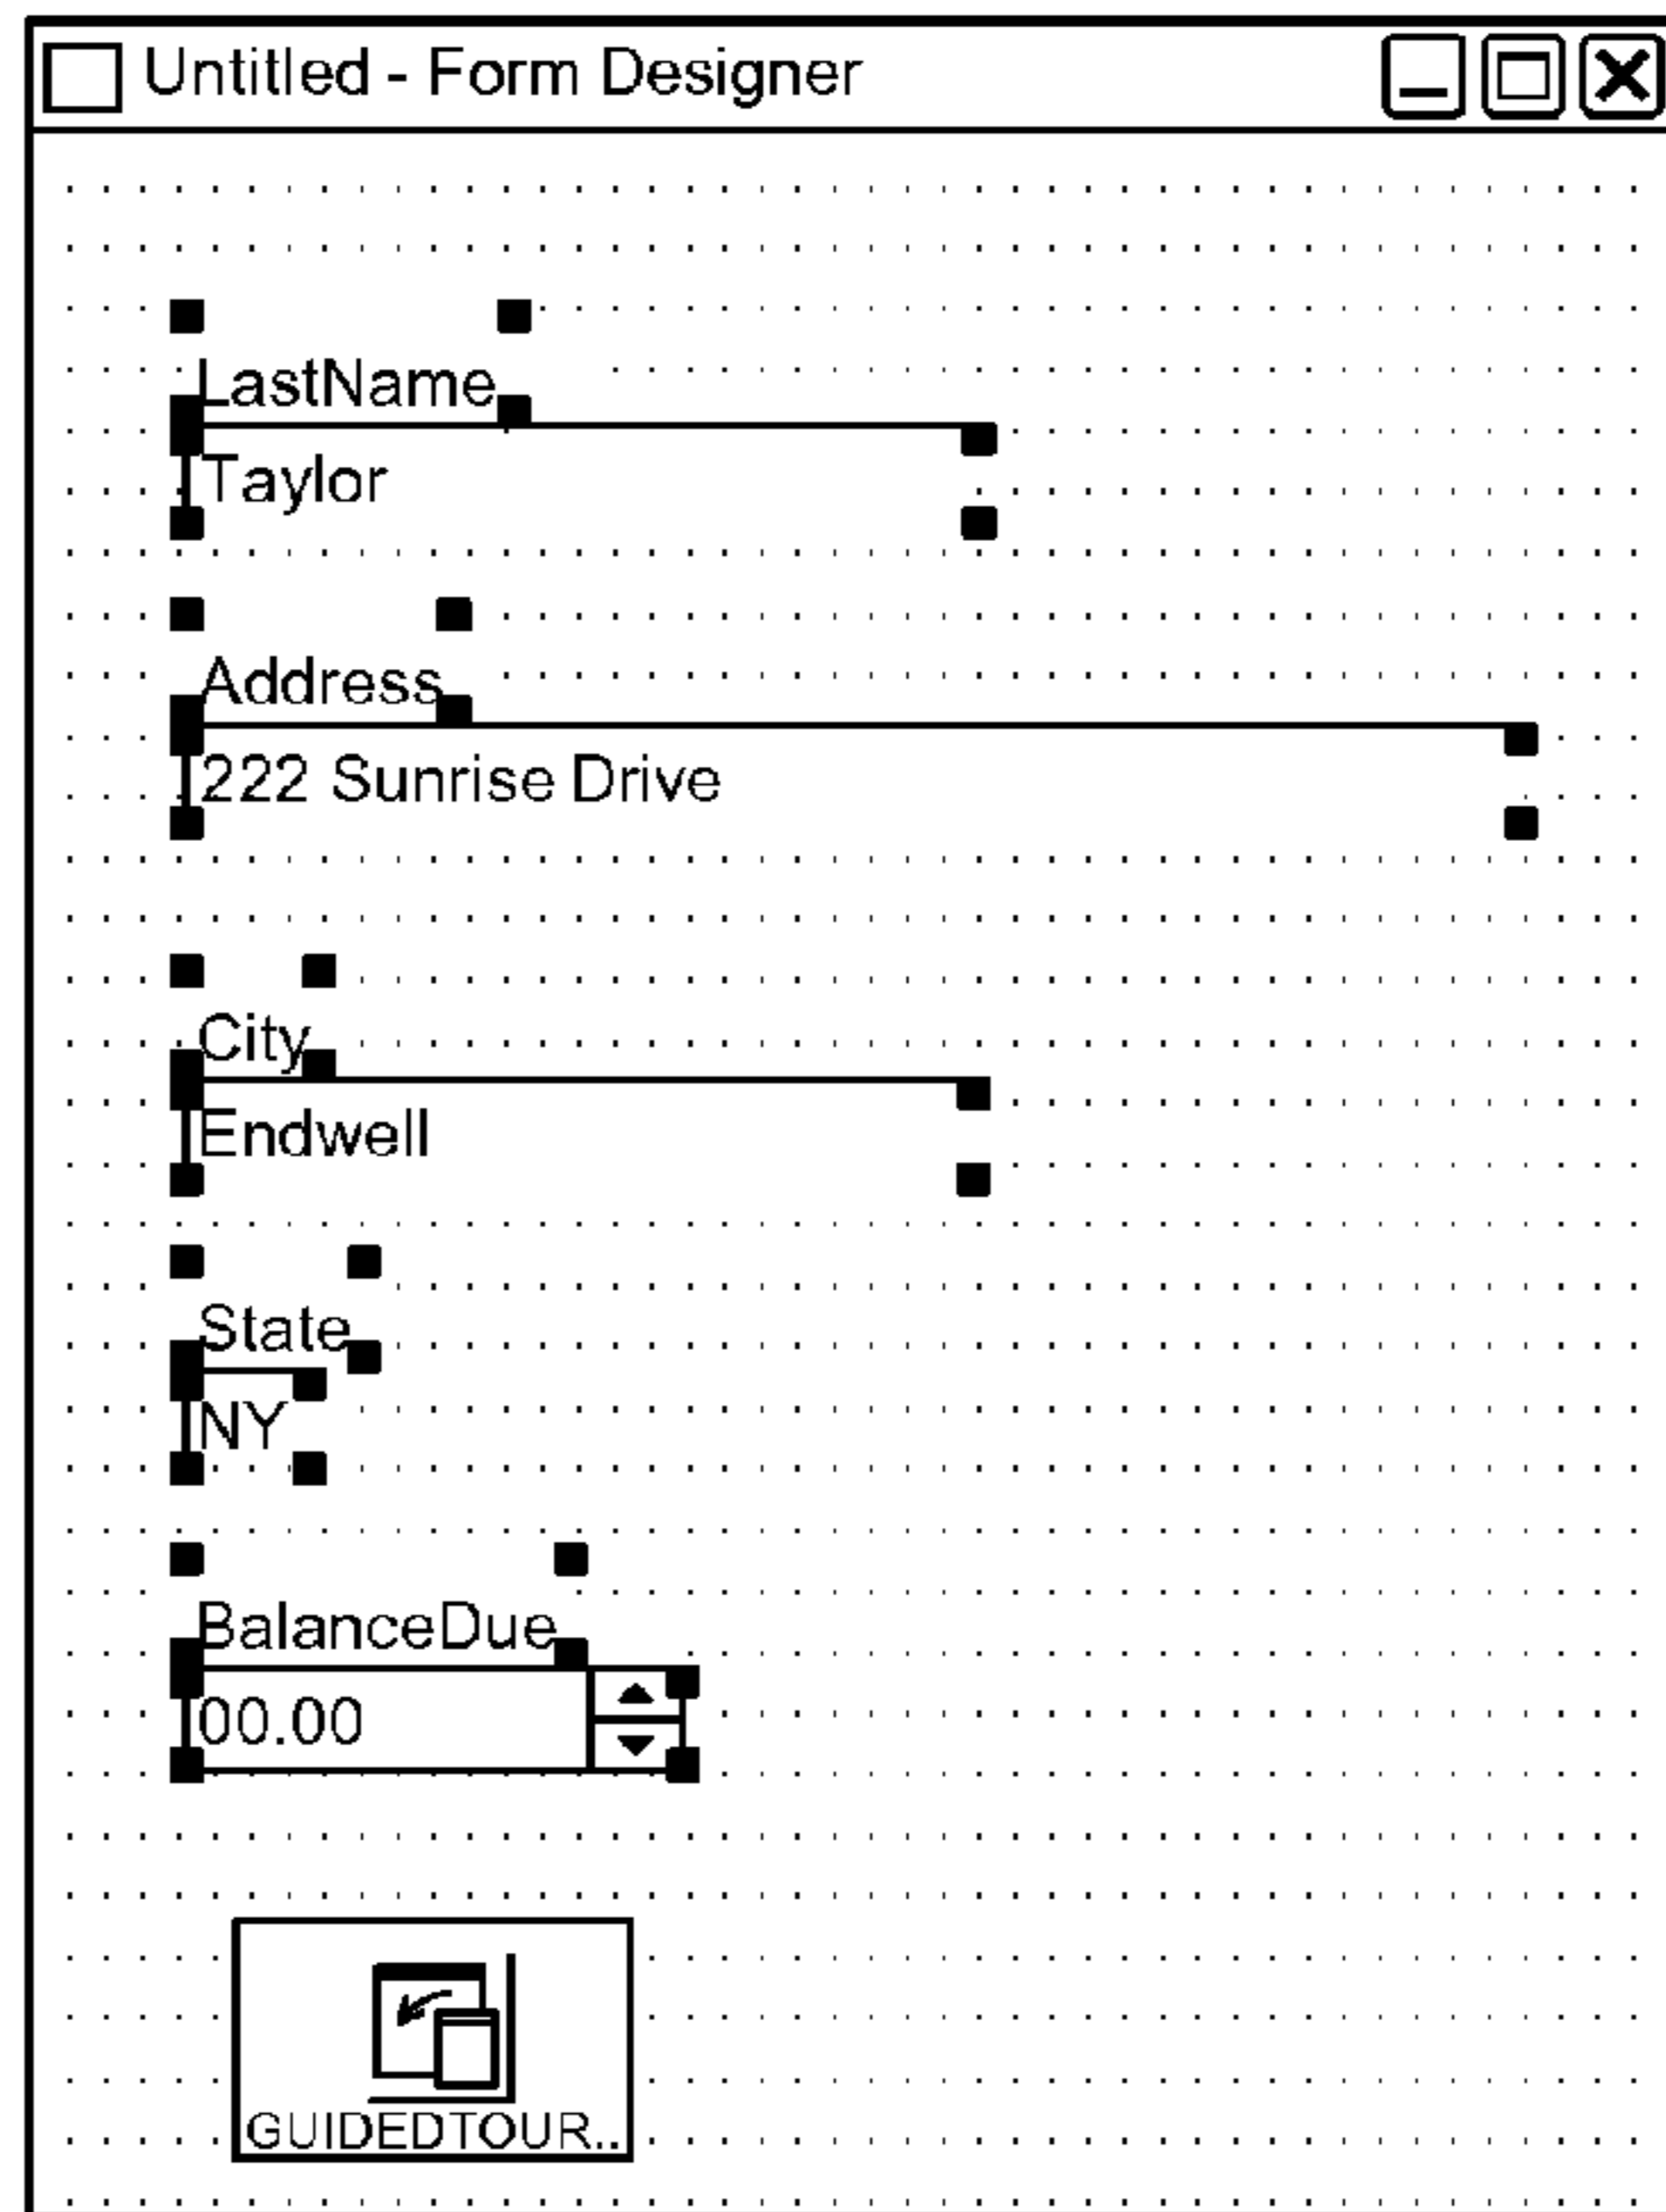 Untitled - Form Designer
LastName
Taylor
Address
222 Sunrise Drive
City
Endwell
State
NY
BalanceDue
00.00
GUIDEDTOUR..